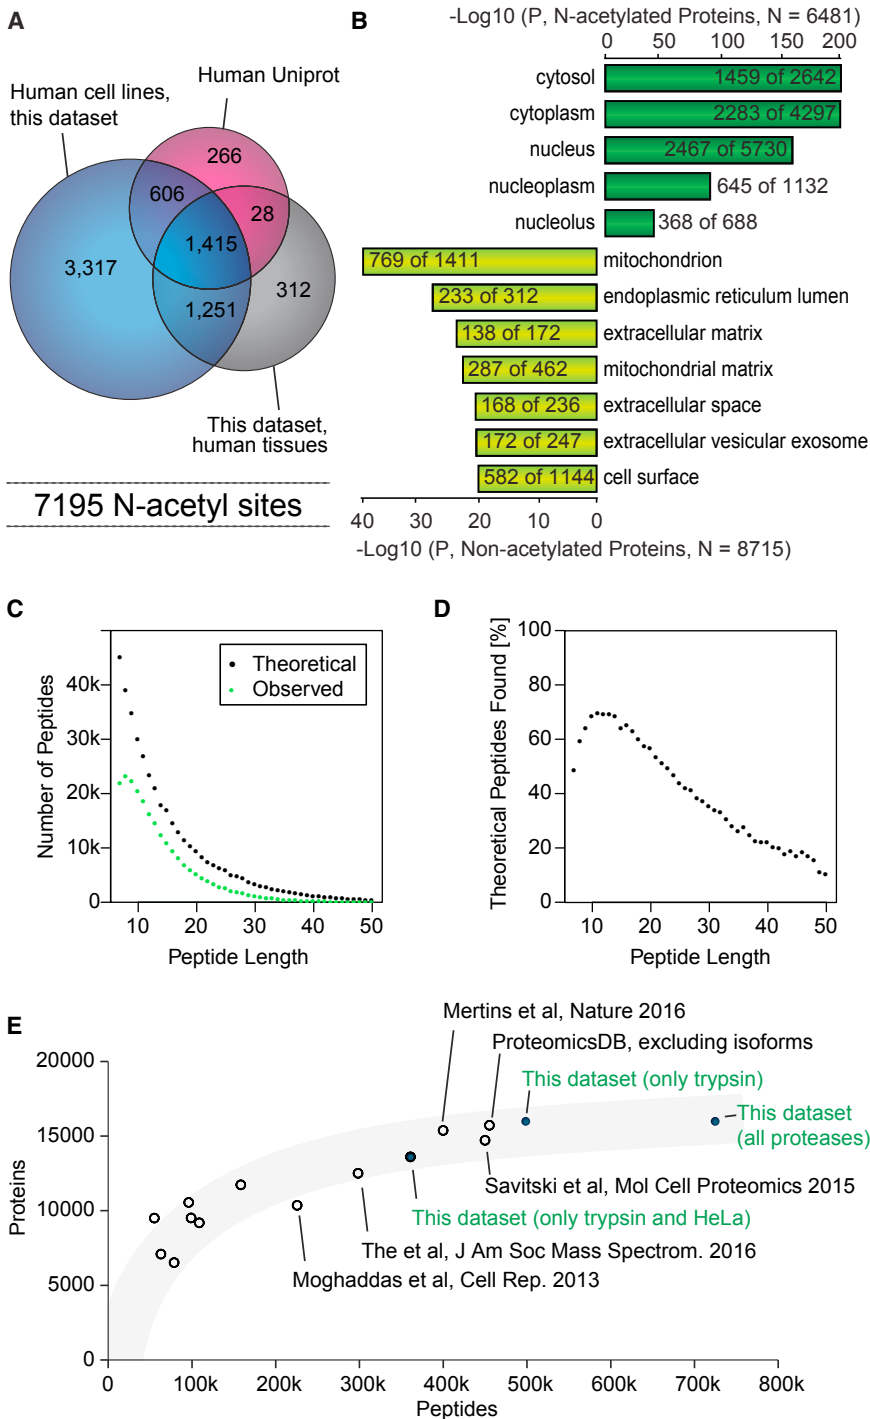 A
Human cell lines,
this dataset
Human Uniprot
266
606
28
1,415
3,317
312
1,251
This dataset,
human tissues
7195 N-acetyl sites
B
-Log10 (P, N-acetylated Proteins, N = 6481)
0 50 100 150 200
cytosol 1459 of 2642
cytoplasm 2283 of 4297
nucleus 2467 of 5730
nucleoplasm 645 of 1132
nucleolus 368 of 688
769 of 1411 mitochondrion
233 of 312 endoplasmic reticulum lumen
138 of 172 extracellular matrix
287 of 462 mitochondrial matrix
168 of 236 extracellular space
172 of 247 extracellular vesicular exosome
582 of 1144 cell surface
40 30 20 10 0
-Log10 (P, Non-acetylated Proteins, N = 8715)
C
Number of Peptides
40k
30k
20k
10k
0
Theoretical
Observed
10 20 30 40 50
Peptide Length
D
Theoretical Peptides Found [%]
100
80
60
40
20
0
10 20 30 40 50
Peptide Length
E
Proteins
20000
15000
10000
5000
0
Mertins et al, Nature 2016
ProteomicsDB, excluding isoforms
This dataset (only trypsin)
This dataset
(all proteases)
Savitski et al, Mol Cell Proteomics 2015
This dataset (only trypsin and HeLa)
The et al, J Am Soc Mass Spectrom. 2016
Moghaddas et al, Cell Rep. 2013
0 100k 200k 300k 400k 500k 600k 700k 800k
Peptides